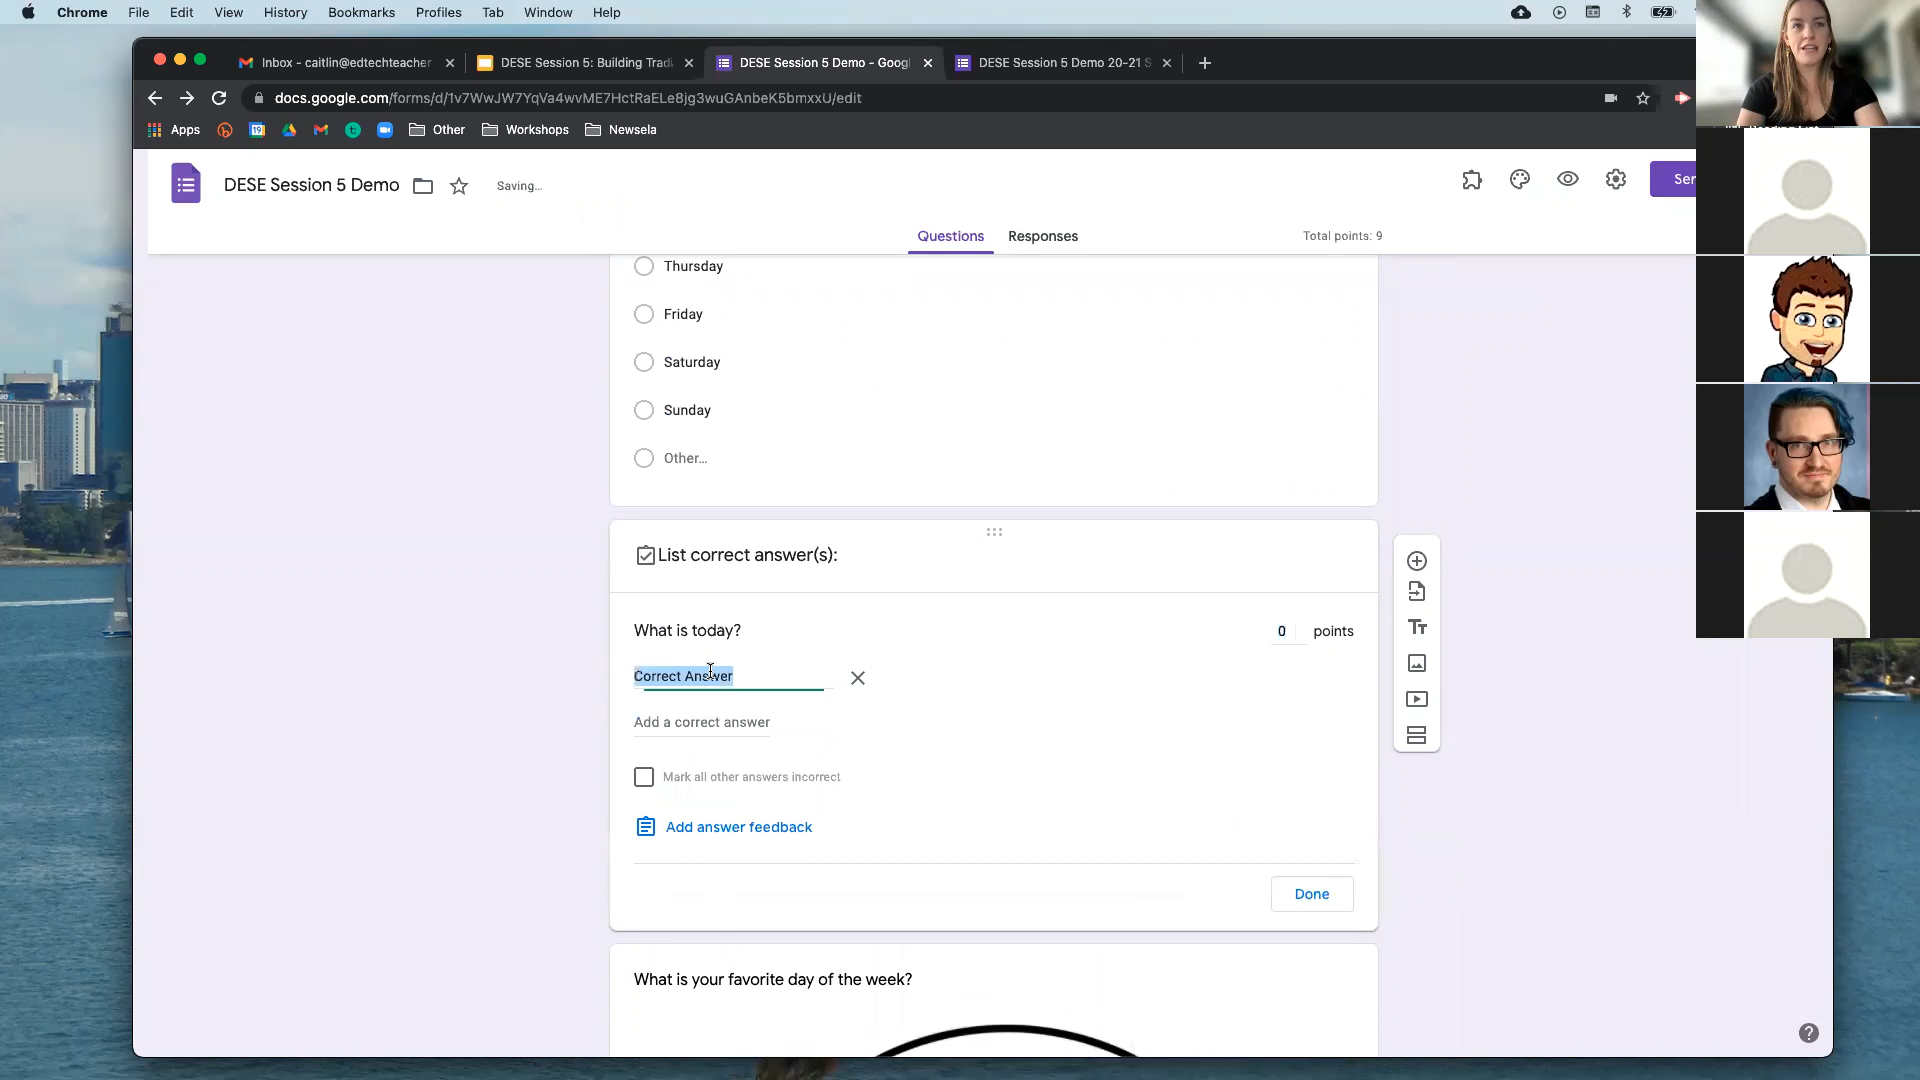 Chrome File Edit View History Bookmarks Profiles Tab Window Help
Inbox - caitlin@edtechteacher
DESE Session 5: Building Tradi
DESE Session 5 Demo - Googl
DESE Session 5 Demo 20-21 S
docs.google.com/forms/d/1v7WwJW7YqVa4wvME7HctRaELe8jg3wuGAnbeK5bmxxU/edit
Apps 19 Other Workshops Newsela
DESE Session 5 Demo Saving...
Questions Responses Total points: 9
Thursday
Friday
Saturday
Sunday
Other...
List correct answer(s):
What is today? 0 points
Correct Answer
Add a correct answer
Mark all other answers incorrect
Add answer feedback
Done
What is your favorite day of the week?